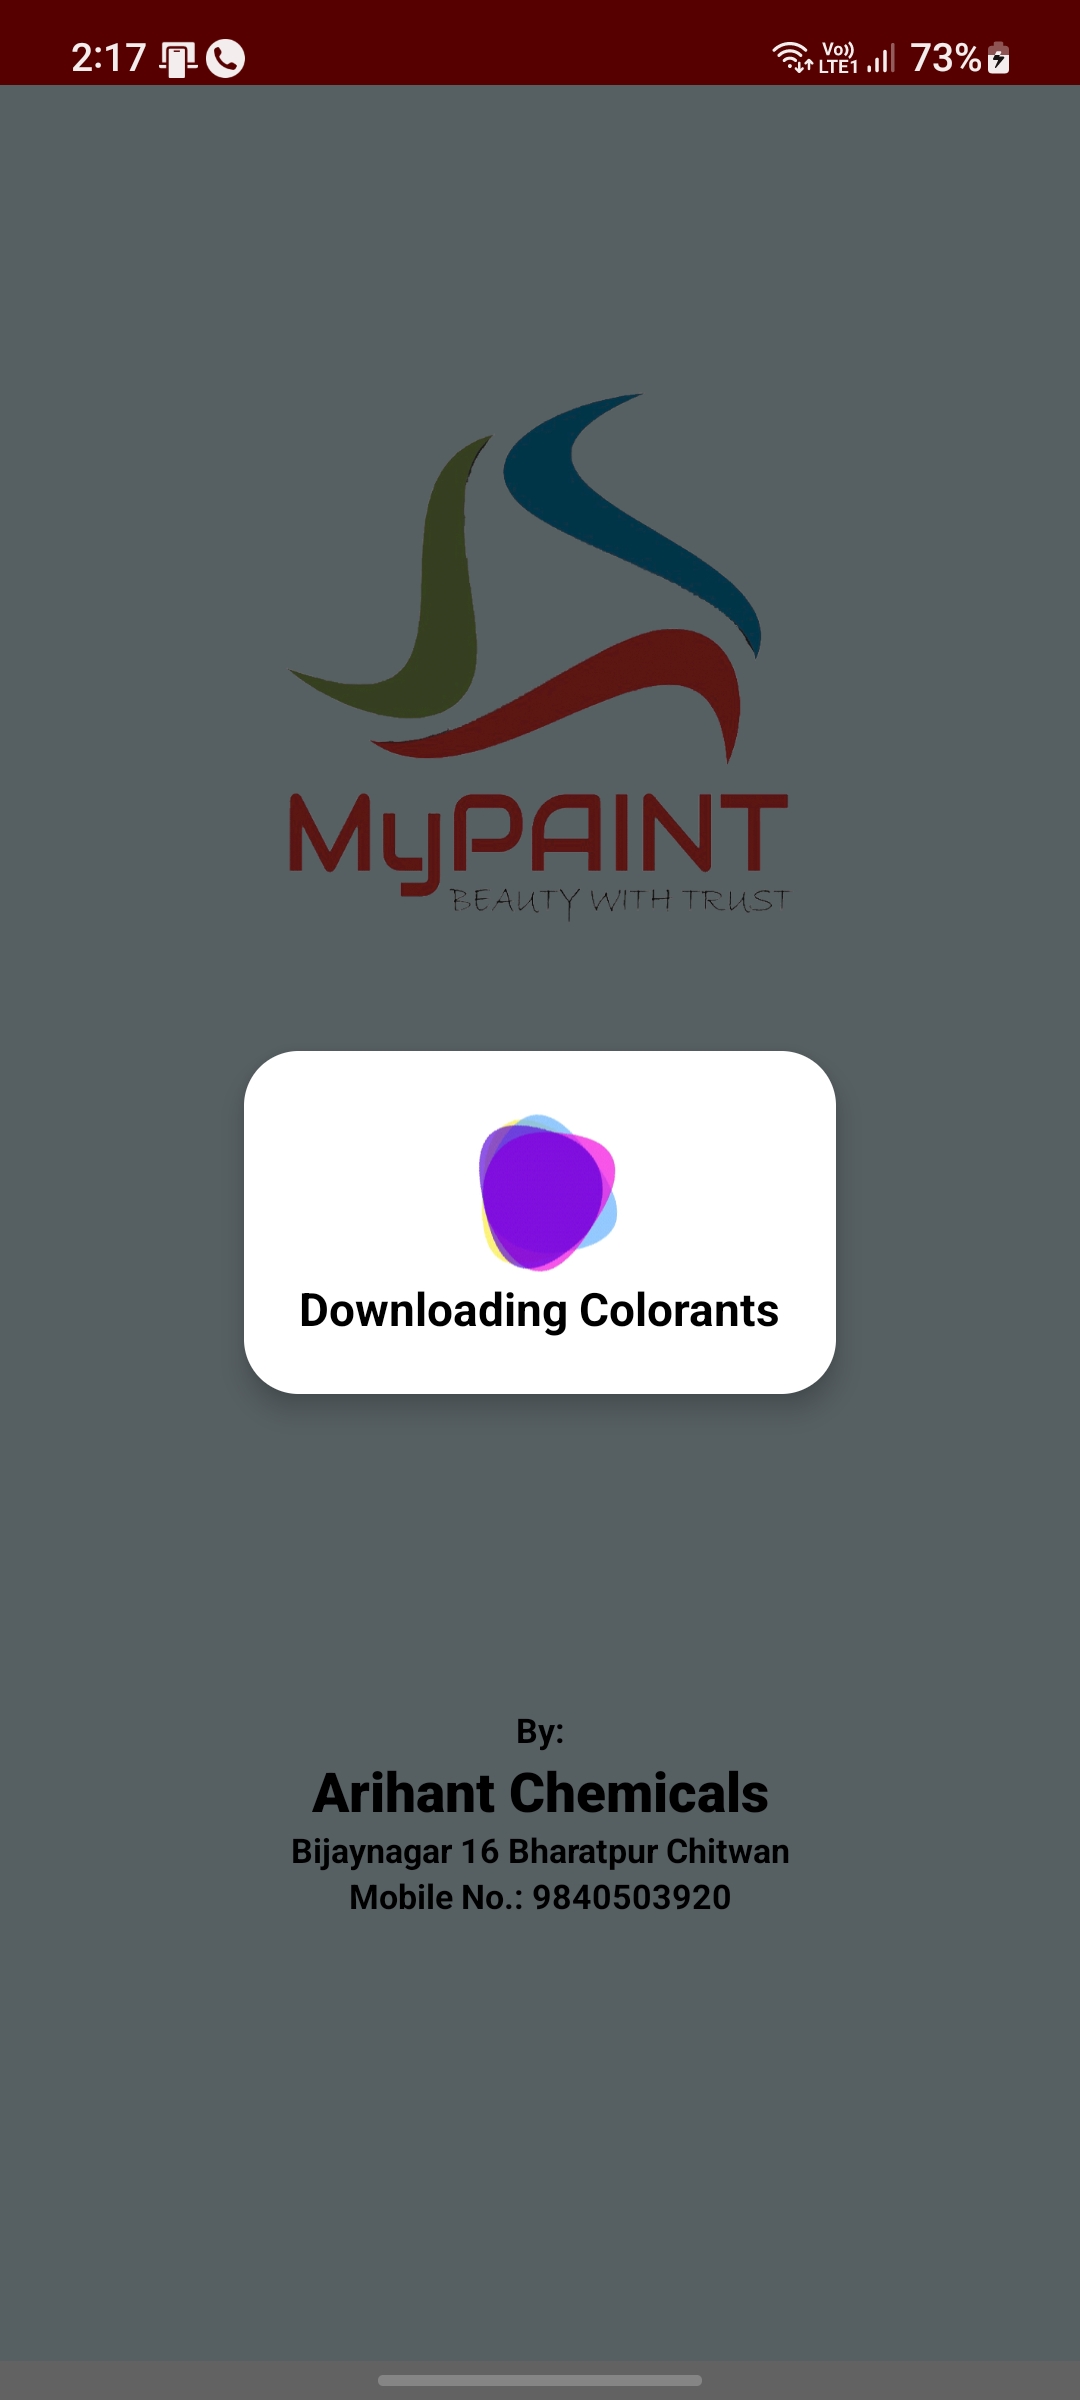 2:17
Vo)) LTE1
73%
MyPAINT
BEAUTY WITH TRUST
Downloading Colorants
By:
Arihant Chemicals
Bijaynagar 16 Bharatpur Chitwan
Mobile No.: 9840503920